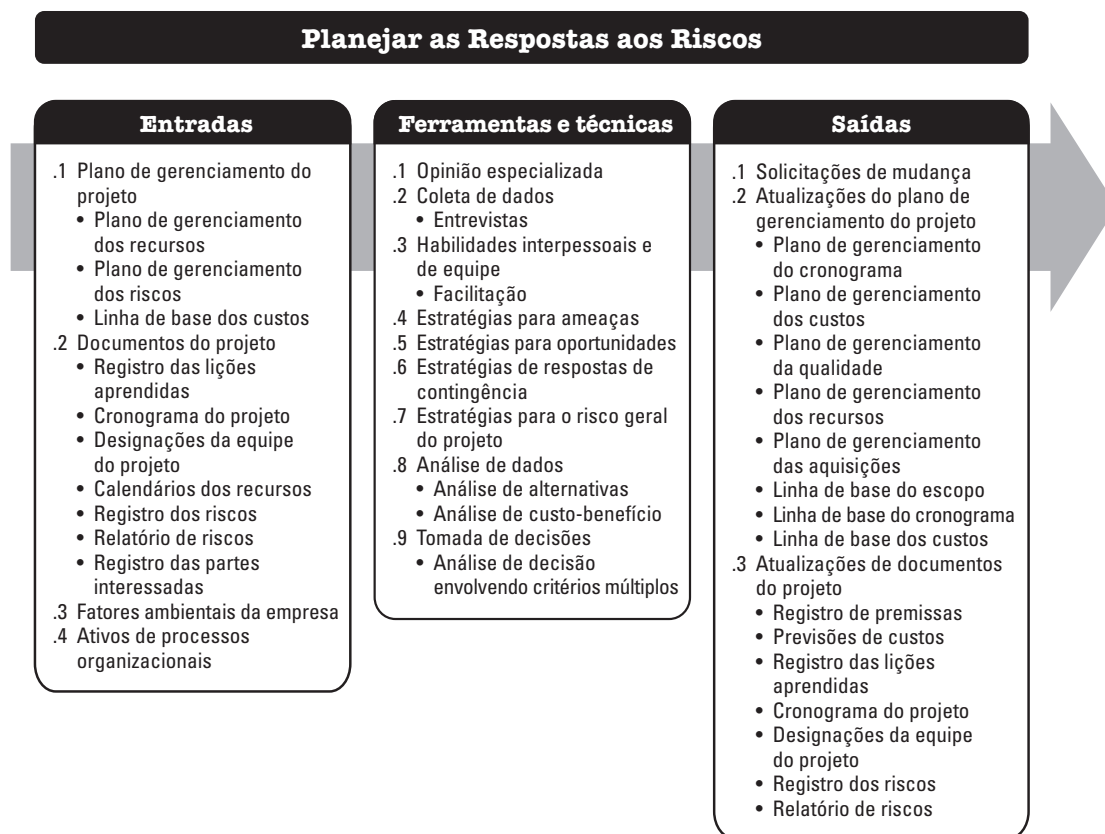 Planejar as Respostas aos Riscos
Entradas
.1 Plano de gerenciamento do
projeto
• Plano de gerenciamento
dos recursos
• Plano de gerenciamento
dos riscos
• Linha de base dos custos
.2 Documentos do projeto
• Registro das lições
aprendidas
• Cronograma do projeto
• Designações da equipe
do projeto
• Calendários dos recursos
• Registro dos riscos
• Relatório de riscos
• Registro das partes
interessadas
.3 Fatores ambientais da empresa
.4 Ativos de processos
organizacionais
Ferramentas e técnicas
.1 Opinião especializada
.2 Coleta de dados
• Entrevistas
.3 Habilidades interpessoais e
de equipe
• Facilitação
.4 Estratégias para ameaças
.5 Estratégias para oportunidades
.6 Estratégias de respostas de
contingência
.7 Estratégias para o risco geral
do projeto
.8 Análise de dados
• Análise de alternativas
• Análise de custo-benefício
.9 Tomada de decisões
• Análise de decisão
envolvendo critérios múltiplos
Saídas
.1 Solicitações de mudança
.2 Atualizações do plano de
gerenciamento do projeto
• Plano de gerenciamento
do cronograma
• Plano de gerenciamento
dos custos
• Plano de gerenciamento
da qualidade
• Plano de gerenciamento
dos recursos
• Plano de gerenciamento
das aquisições
• Linha de base do escopo
• Linha de base do cronograma
• Linha de base dos custos
.3 Atualizações de documentos
do projeto
• Registro de premissas
• Previsões de custos
• Registro das lições
aprendidas
• Cronograma do projeto
• Designações da equipe
do projeto
• Registro dos riscos
• Relatório de riscos